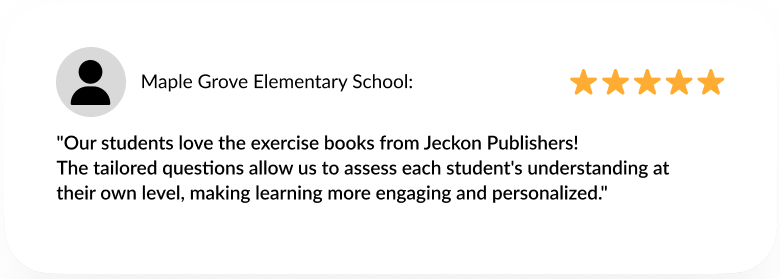 Maple Grove Elementary School:
"Our students love the exercise books from Jeckon Publishers!
The tailored questions allow us to assess each student's understanding at
their own level, making learning more engaging and personalized."